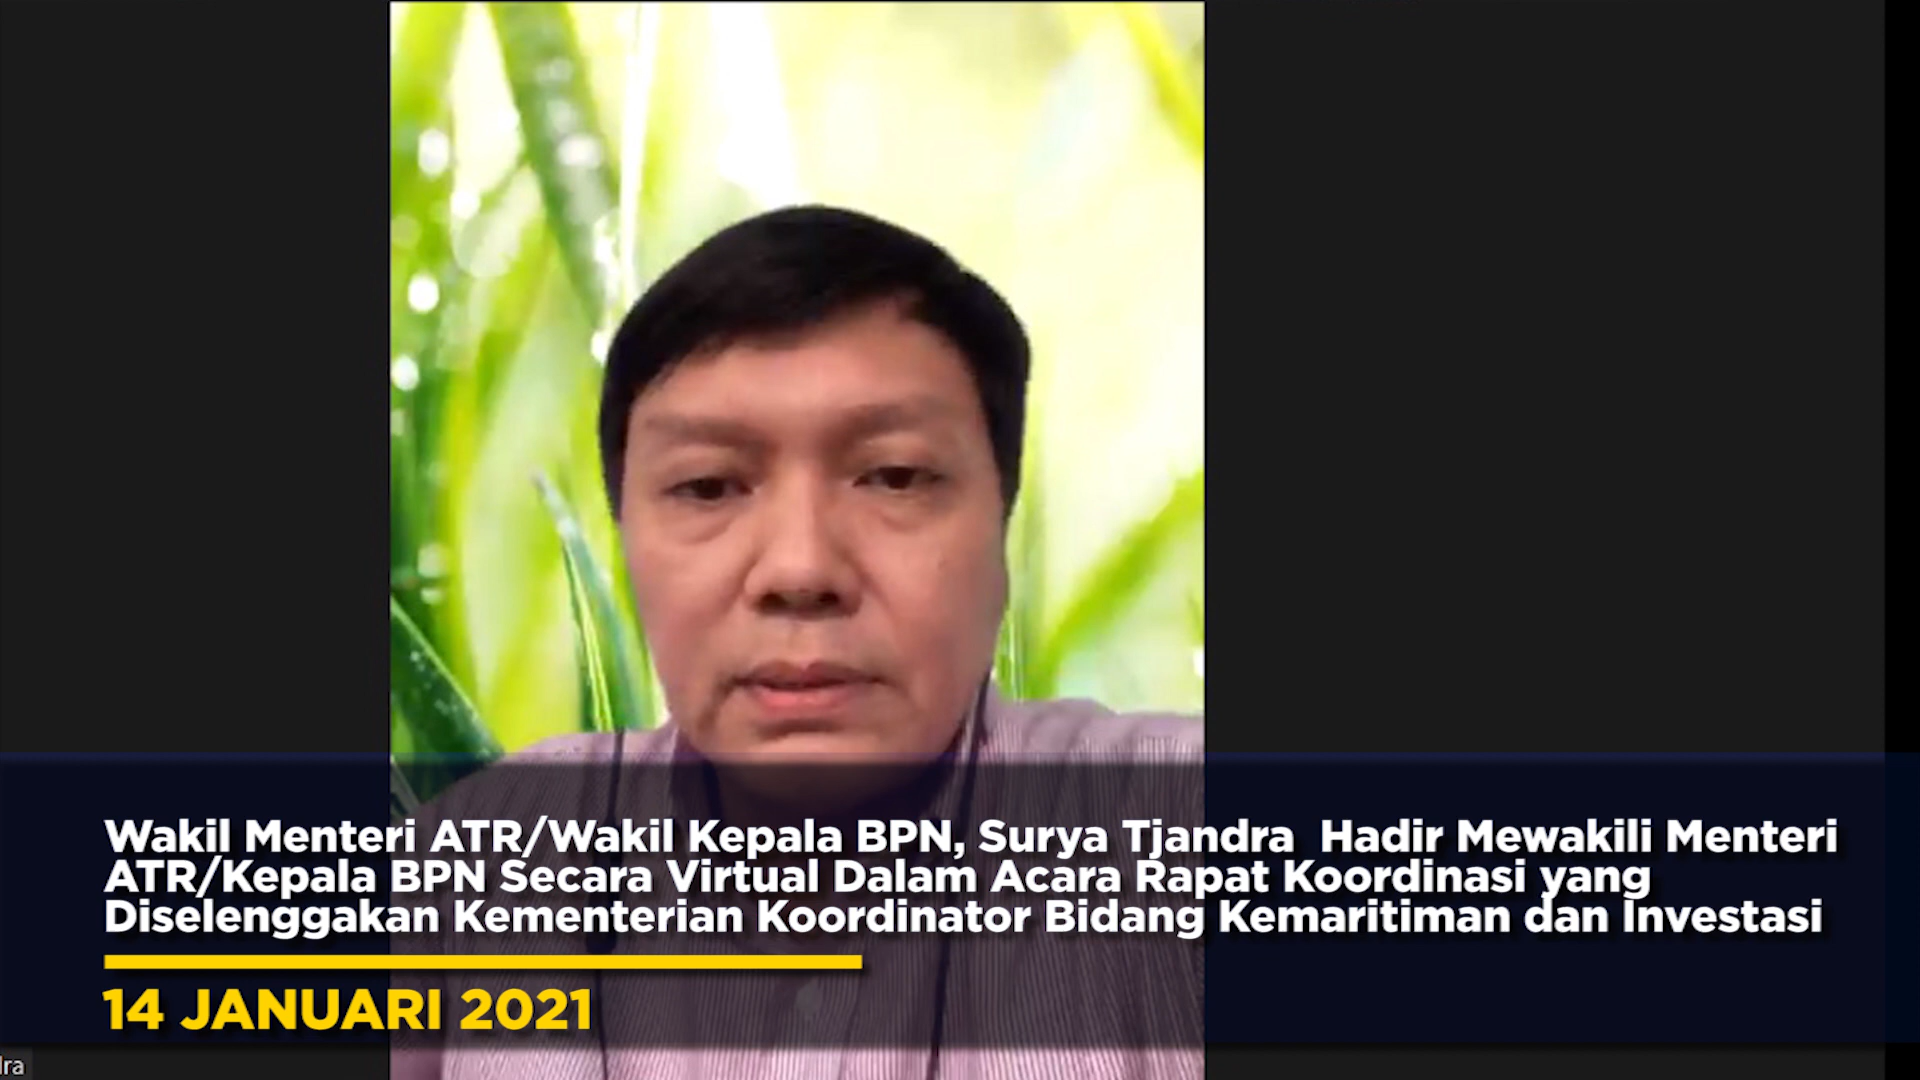 Wakil Menteri ATR/Wakil Kepala BPN, Surya Tjandra Hadir Mewakili Menteri
ATR/Kepala BPN Secara Virtual Dalam Acara Rapat Koordinasi yang
Diselenggakan Kementerian Koordinator Bidang Kemaritiman dan Investasi
14 JANUARI 2021
dra